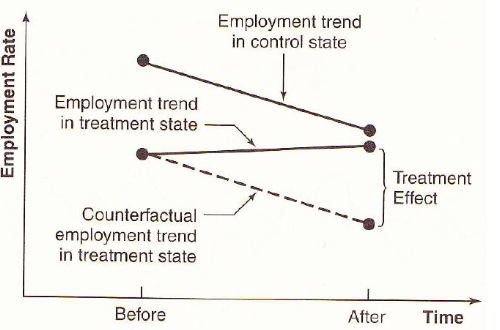 Employment Rate
Employment trend
in control state
Employment trend
in treatment state
Treatment
Effect
Counterfactual
employment trend
in treatment state
Before
After
Time